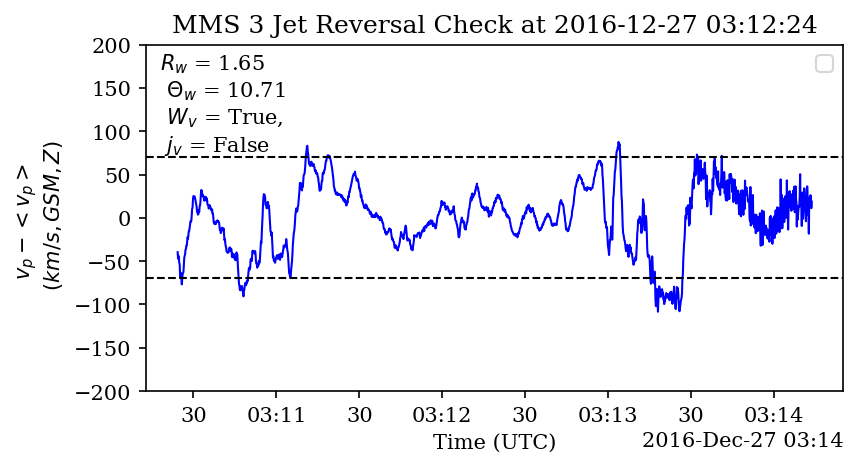 MMS 3 Jet Reversal Check at 2016-12-27 03:12:24
R_w = 1.65
Θ_w = 10.71
W_v = True,
j_v = False
200
150
100
50
0
−50
−100
−150
−200
v_p − < v_p >
(km/s, GSM, Z)
30 03:11 30 03:12 30 03:13 30 03:14
Time (UTC)
2016-Dec-27 03:14